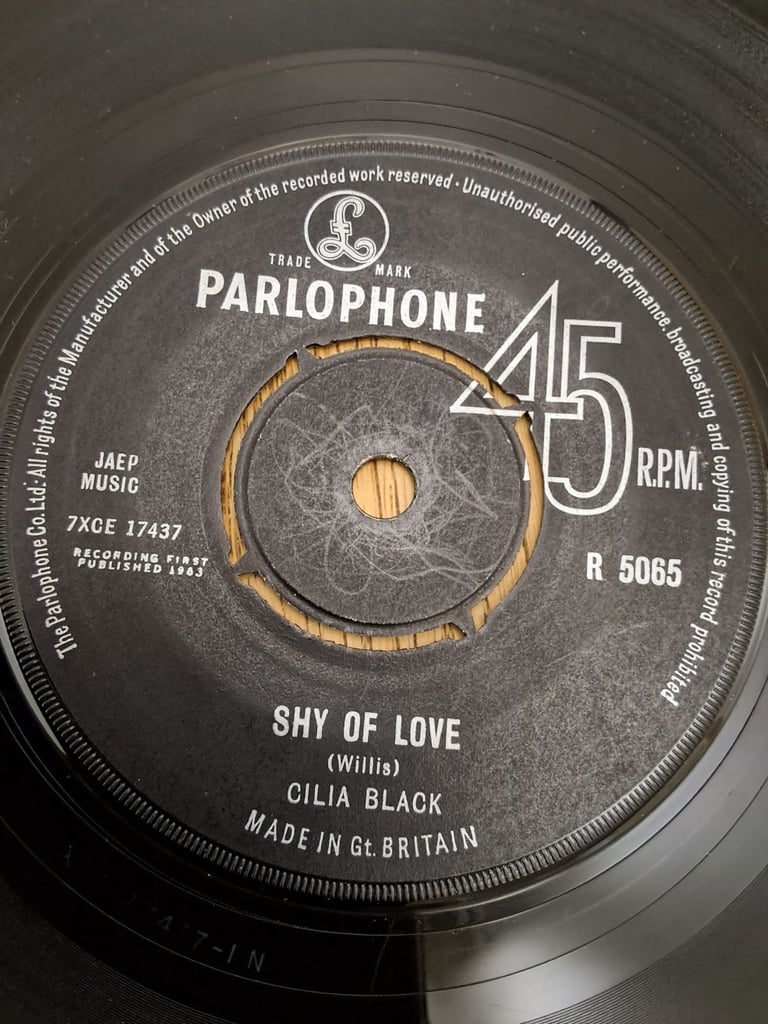 The Parlophone Co. Ltd. All rights of the Manufacturer and of the Owner of the recorded work reserved · Unauthorised public performance, broadcasting and copying of this record prohibited
£
TRADE MARK
PARLOPHONE
45 R.P.M.
JAEP
MUSIC
7XCE 17437
RECORDING FIRST
PUBLISHED 1963
R 5065
SHY OF LOVE
(Willis)
CILIA BLACK
MADE IN Gt. BRITAIN